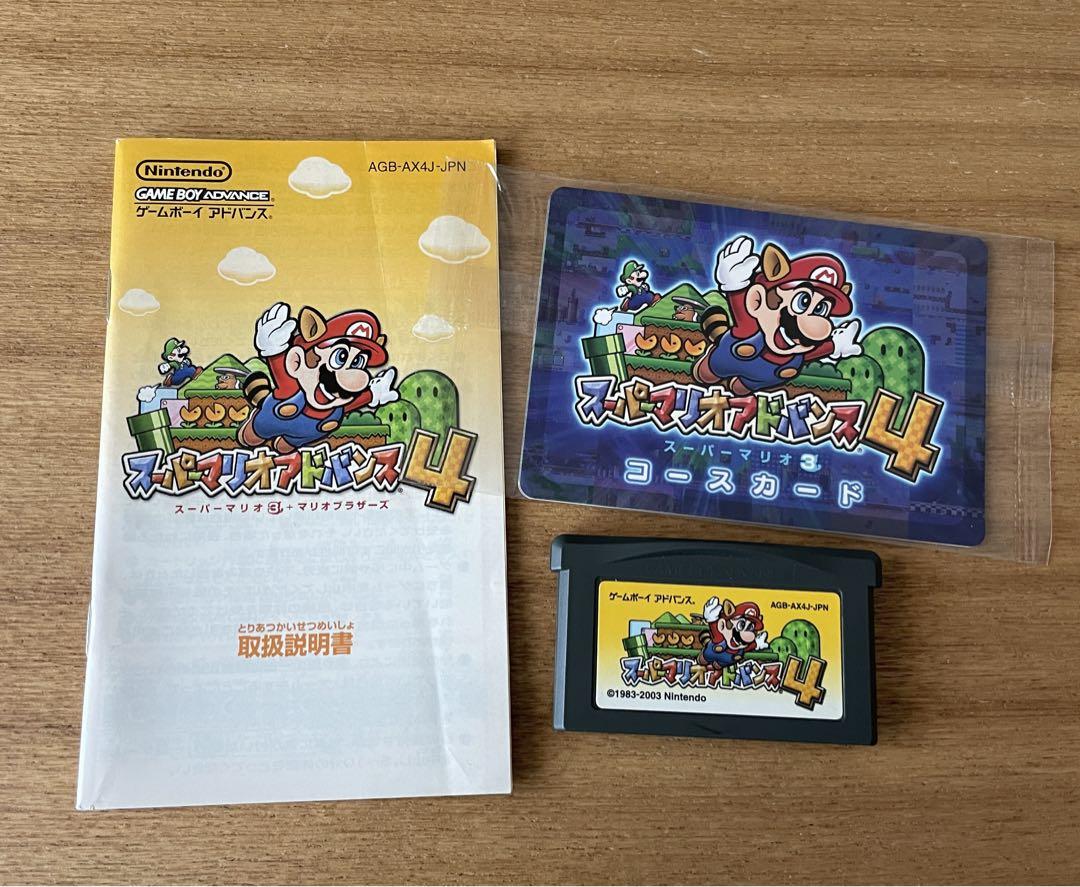 Nintendo
GAME BOY ADVANCE
ゲームボーイ アドバンス
AGB-AX4J-JPN
スーパーマリオアドバンス4
スーパーマリオ3+マリオブラザーズ
とりあつかいせつめいしょ
取扱説明書
スーパーマリオアドバンス4
スーパーマリオ3
コースカード
ゲームボーイ アドバンス
AGB-AX4J-JPN
スーパーマリオアドバンス4
©1983-2003 Nintendo